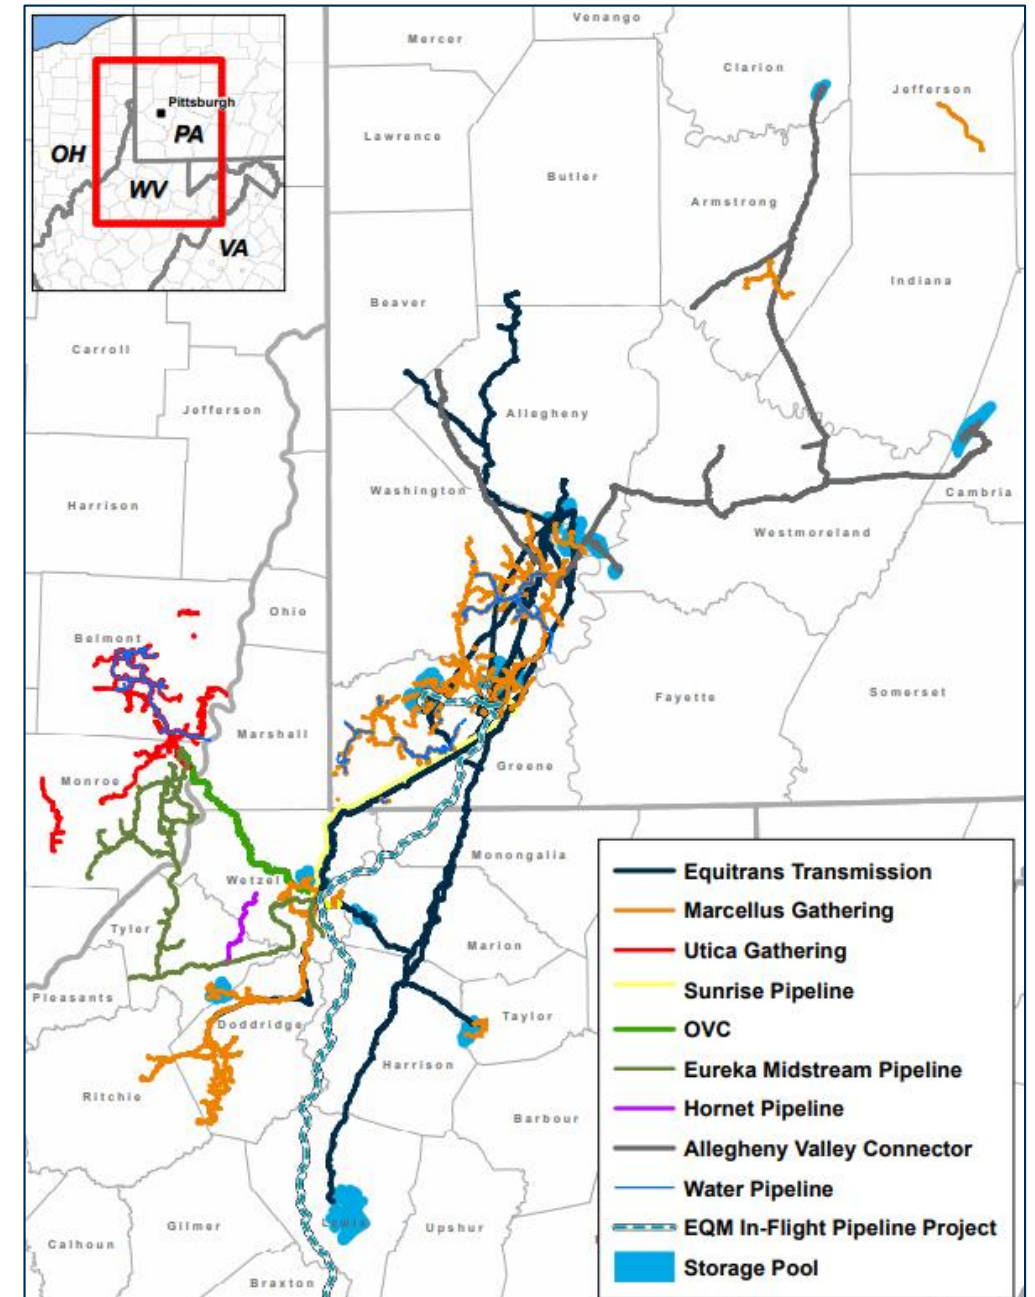 Venango
Mercer
Clarion
Jefferson
Pittsburgh
PA
OH
WV
VA
Lawrence
Butler
Armstrong
Indiana
Beaver
Carroll
Jefferson
Allegheny
Washington
Harrison
Cambria
Westmoreland
Ohio
Belmont
Fayette
Somerset
Marshall
Greene
Monroe
Monongalia
Wetzel
Tyler
Marion
Pleasants
Taylor
Doddridge
Harrison
Ritchie
Barbour
Lewis
Gilmer
Upshur
Calhoun
Braxton
Equitrans Transmission
Marcellus Gathering
Utica Gathering
Sunrise Pipeline
OVC
Eureka Midstream Pipeline
Hornet Pipeline
Allegheny Valley Connector
Water Pipeline
EQM In-Flight Pipeline Project
Storage Pool